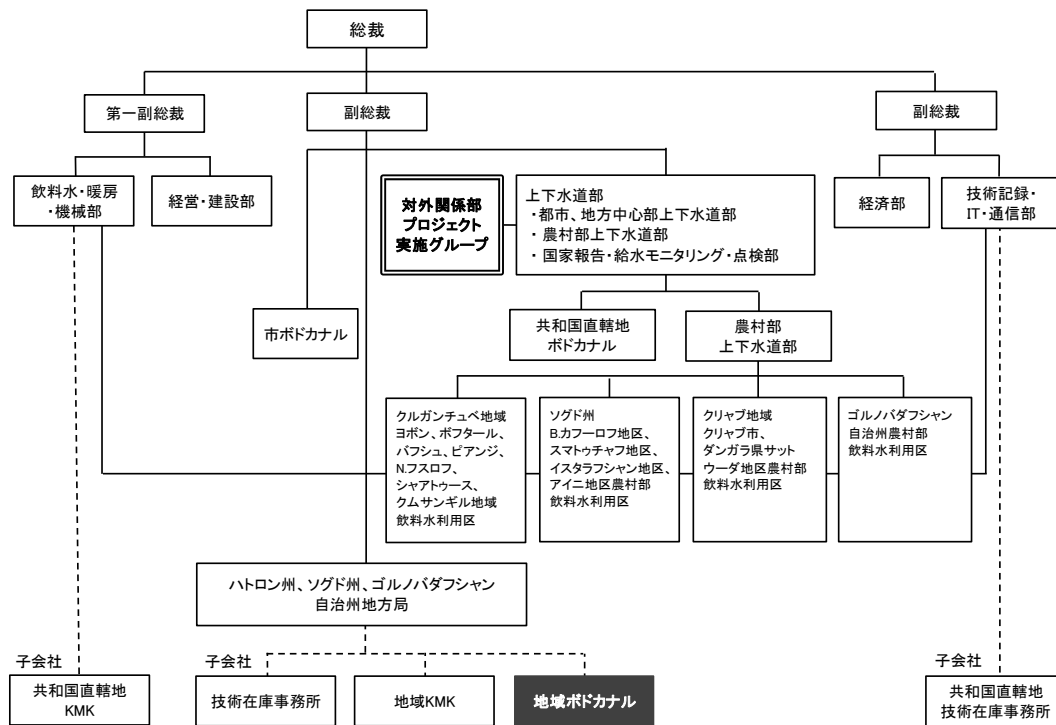 総裁
第一副総裁
副総裁
副総裁
飲料水・暖房
・機械部
経営・建設部
対外関係部
プロジェクト
実施グループ
上下水道部
・都市、地方中心部上下水道部
・農村部上下水道部
・国家報告・給水モニタリング・点検部
経済部
技術記録・
IT・通信部
市ボドカナル
共和国直轄地
ボドカナル
農村部
上下水道部
クルガンチュベ地域
ヨボン、ボフタール、
バフシュ、ピアンジ、
N.フスロフ、
シャアトゥース、
クムサンギル地域
飲料水利用区
ソグド州
B.カフーロフ地区、
スマトゥチャフ地区、
イスタラフシャン地区、
アイニ地区農村部
飲料水利用区
クリャブ地域
クリャブ市、
ダンガラ県サット
ウーダ地区農村部
飲料水利用区
ゴルノバダフシャン
自治州農村部
飲料水利用区
ハトロン州、ソグド州、ゴルノバダフシャン
自治州地方局
子会社
共和国直轄地
KMK
子会社
技術在庫事務所
地域KMK
地域ボドカナル
子会社
共和国直轄地
技術在庫事務所